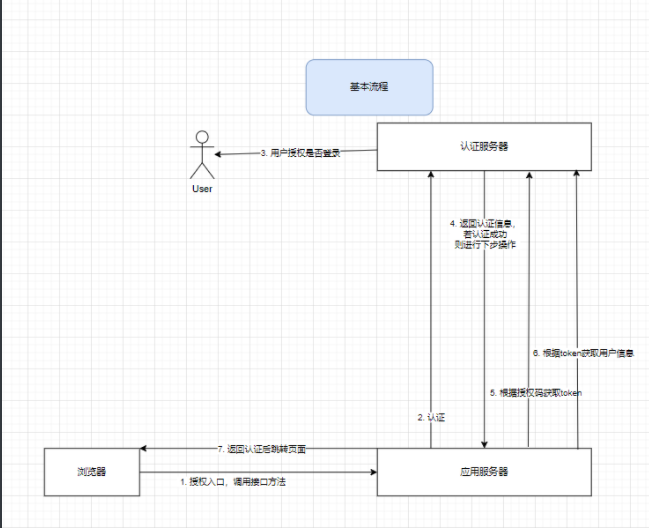 基本流程
认证服务器
3. 用户授权是否登录
User
4. 返回认证信息,
若认证成功
则进行下步操作
6. 根据token获取用户信息
5. 根据授权码获取token
2. 认证
7. 返回认证后跳转页面
浏览器
应用服务器
1. 授权入口，调用接口方法